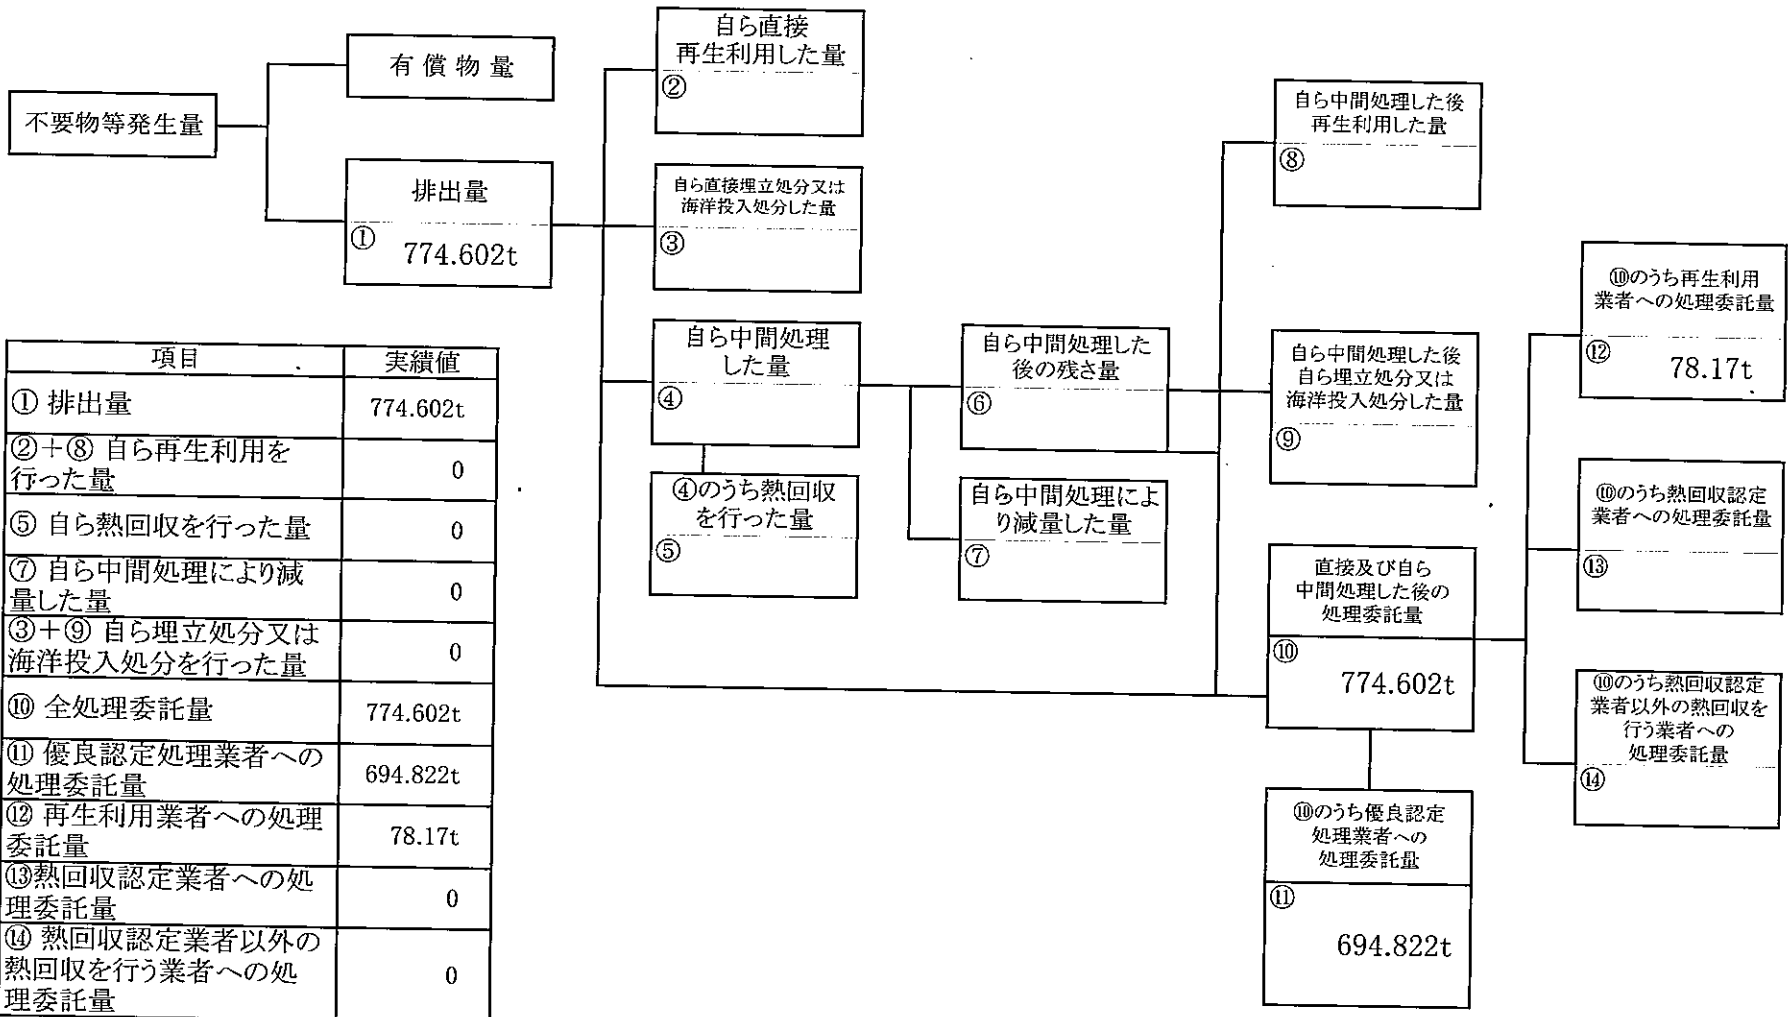 不要物等発生量
有償物量
排出量
①
774.602t
自ら直接
再生利用した量
②
自ら直接埋立処分又は
海洋投入処分した量
③
自ら中間処理
した量
④
④のうち熱回収
を行った量
⑤
自ら中間処理した
後の残さ量
⑥
自ら中間処理によ
り減量した量
⑦
自ら中間処理した後
再生利用した量
⑧
自ら中間処理した後
自ら埋立処分又は
海洋投入処分した量
⑨
直接及び自ら
中間処理した後の
処理委託量
⑩
774.602t
⑩のうち優良認定
処理業者への
処理委託量
⑪
694.822t
⑩のうち再生利用
業者への処理委託量
⑫
78.17t
⑩のうち熱回収認定
業者への処理委託量
⑬
⑩のうち熱回収認定
業者以外の熱回収を
行う業者への
処理委託量
⑭
項目 実績値
① 排出量 774.602t
②+⑧ 自ら再生利用を
行った量 0
⑤ 自ら熱回収を行った量 0
⑦ 自ら中間処理により減
量した量 0
③+⑨ 自ら埋立処分又は
海洋投入処分を行った量 0
⑩ 全処理委託量 774.602t
⑪ 優良認定処理業者への
処理委託量 694.822t
⑫ 再生利用業者への処理
委託量 78.17t
⑬熱回収認定業者への処
理委託量 0
⑭ 熱回収認定業者以外の
熱回収を行う業者への処
理委託量 0